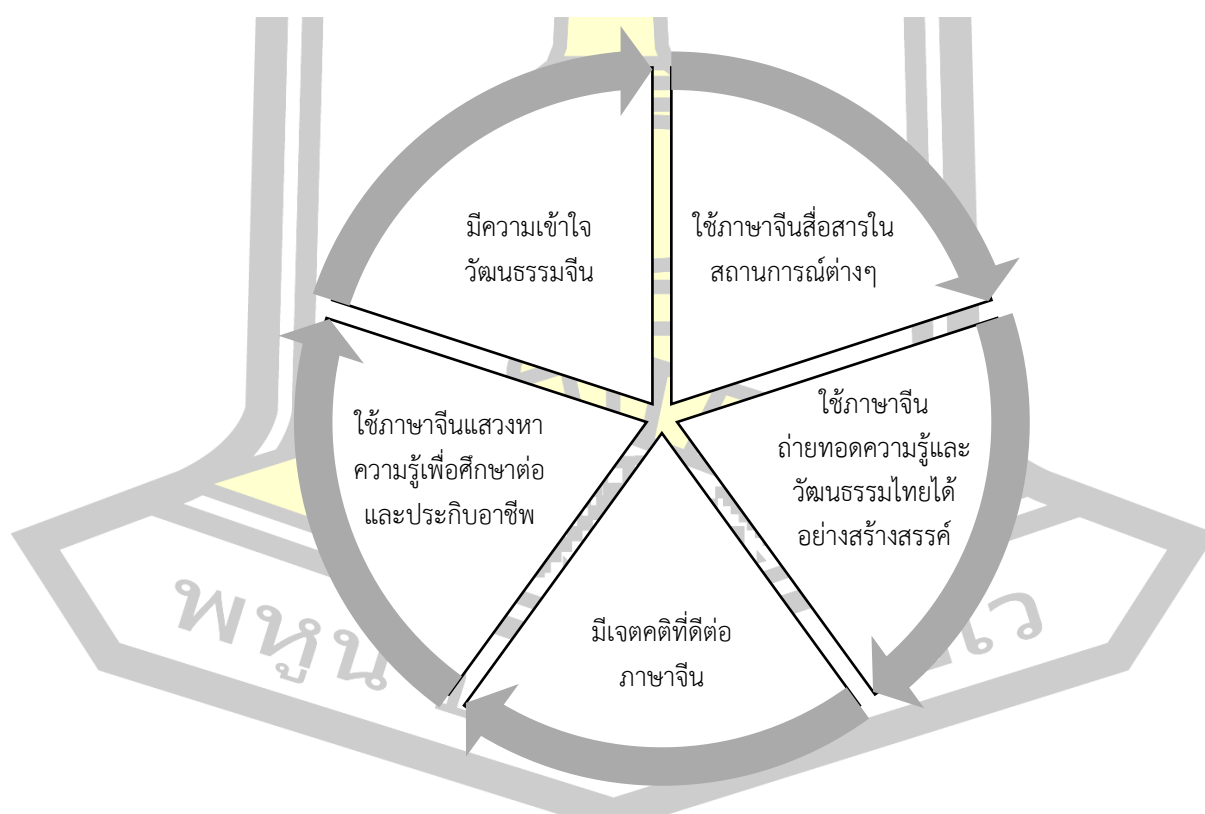 มีความเข้าใจ
วัฒนธรรมจีน
ใช้ภาษาจีนสื่อสารใน
สถานการณ์ต่างๆ
ใช้ภาษาจีนแสวงหา
ความรู้เพื่อศึกษาต่อ
และประกิบอาชีพ
ใช้ภาษาจีน
ถ่ายทอดความรู้และ
วัฒนธรรมไทยได้
อย่างสร้างสรรค์
มีเจตคติที่ดีต่อ
ภาษาจีน
พหูน